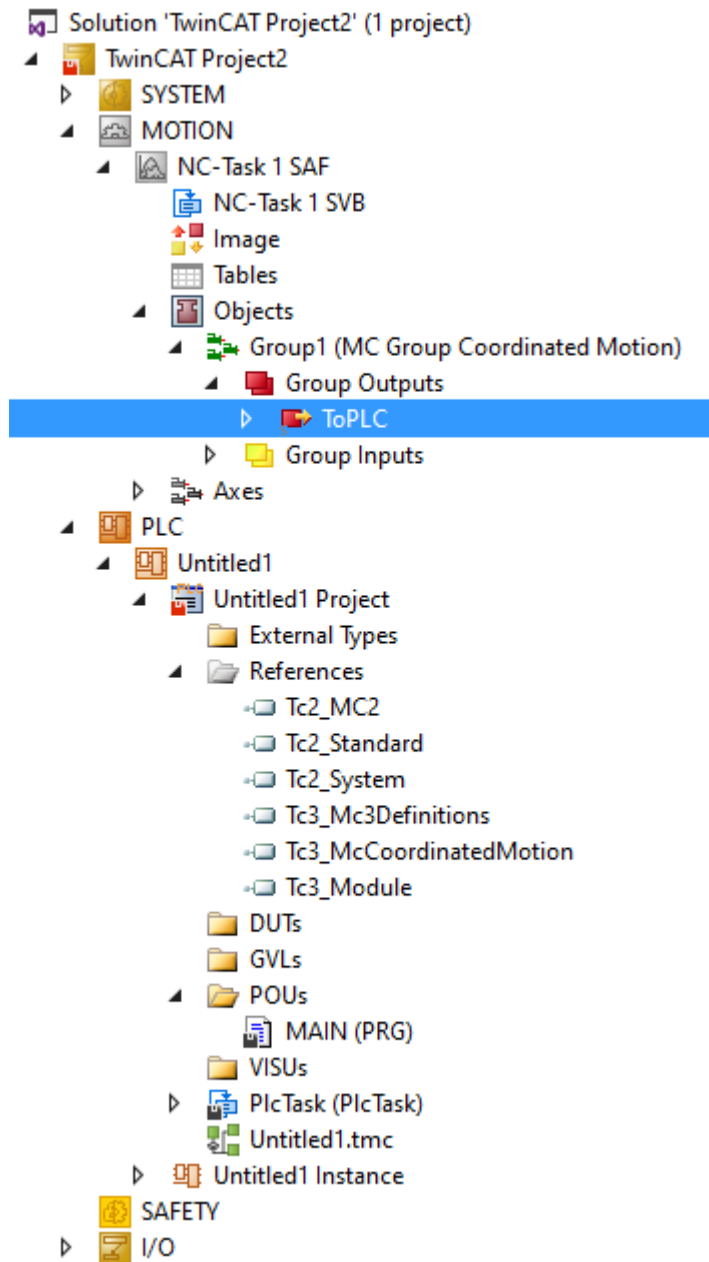 Solution 'TwinCAT Project2' (1 project)
TwinCAT Project2
SYSTEM
MOTION
NC-Task 1 SAF
NC-Task 1 SVB
Image
Tables
Objects
Group1 (MC Group Coordinated Motion)
Group Outputs
ToPLC
Group Inputs
Axes
PLC
Untitled1
Untitled1 Project
External Types
References
Tc2_MC2
Tc2_Standard
Tc2_System
Tc3_Mc3Definitions
Tc3_McCoordinatedMotion
Tc3_Module
DUTs
GVLs
POUs
MAIN (PRG)
VISUs
PlcTask (PlcTask)
Untitled1.tmc
Untitled1 Instance
SAFETY
I/O